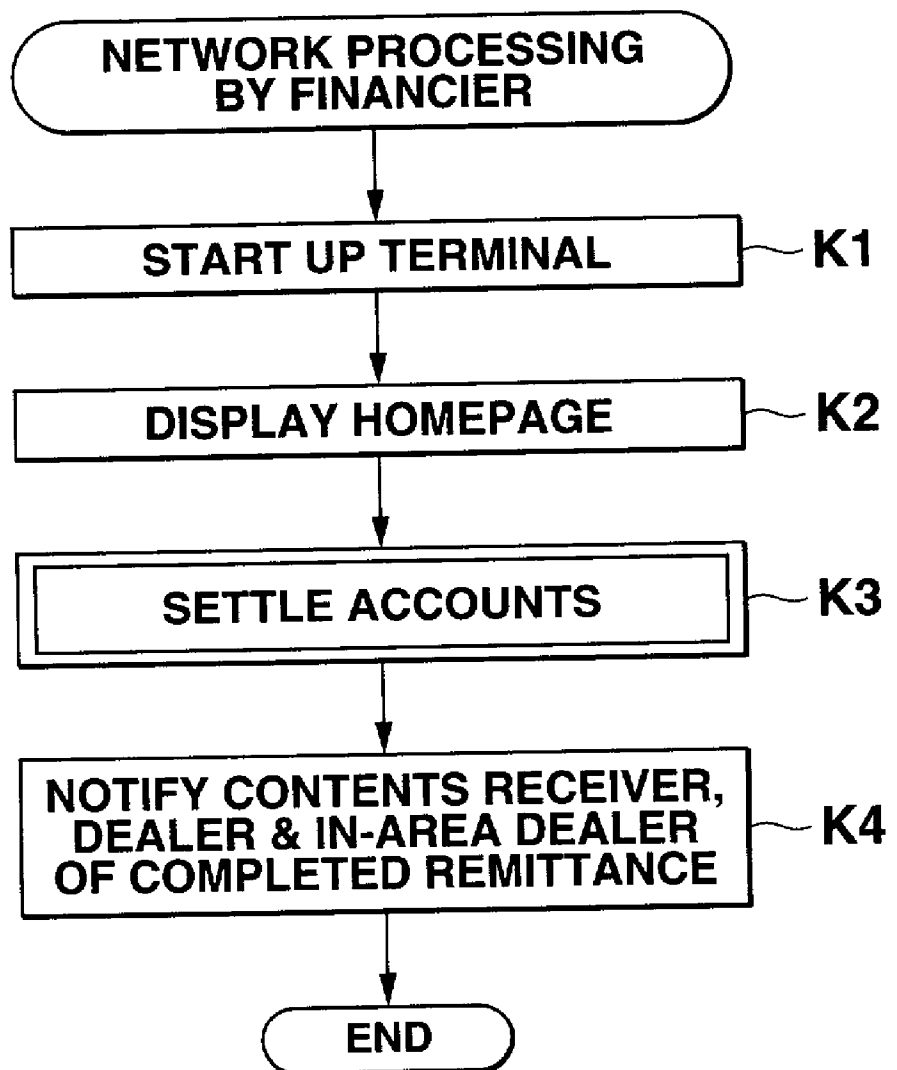 NETWORK PROCESSING
BY FINANCIER
START UP TERMINAL
K1
DISPLAY HOMEPAGE
K2
SETTLE ACCOUNTS
K3
NOTIFY CONTENTS RECEIVER,
DEALER & IN-AREA DEALER
OF COMPLETED REMITTANCE
K4
END